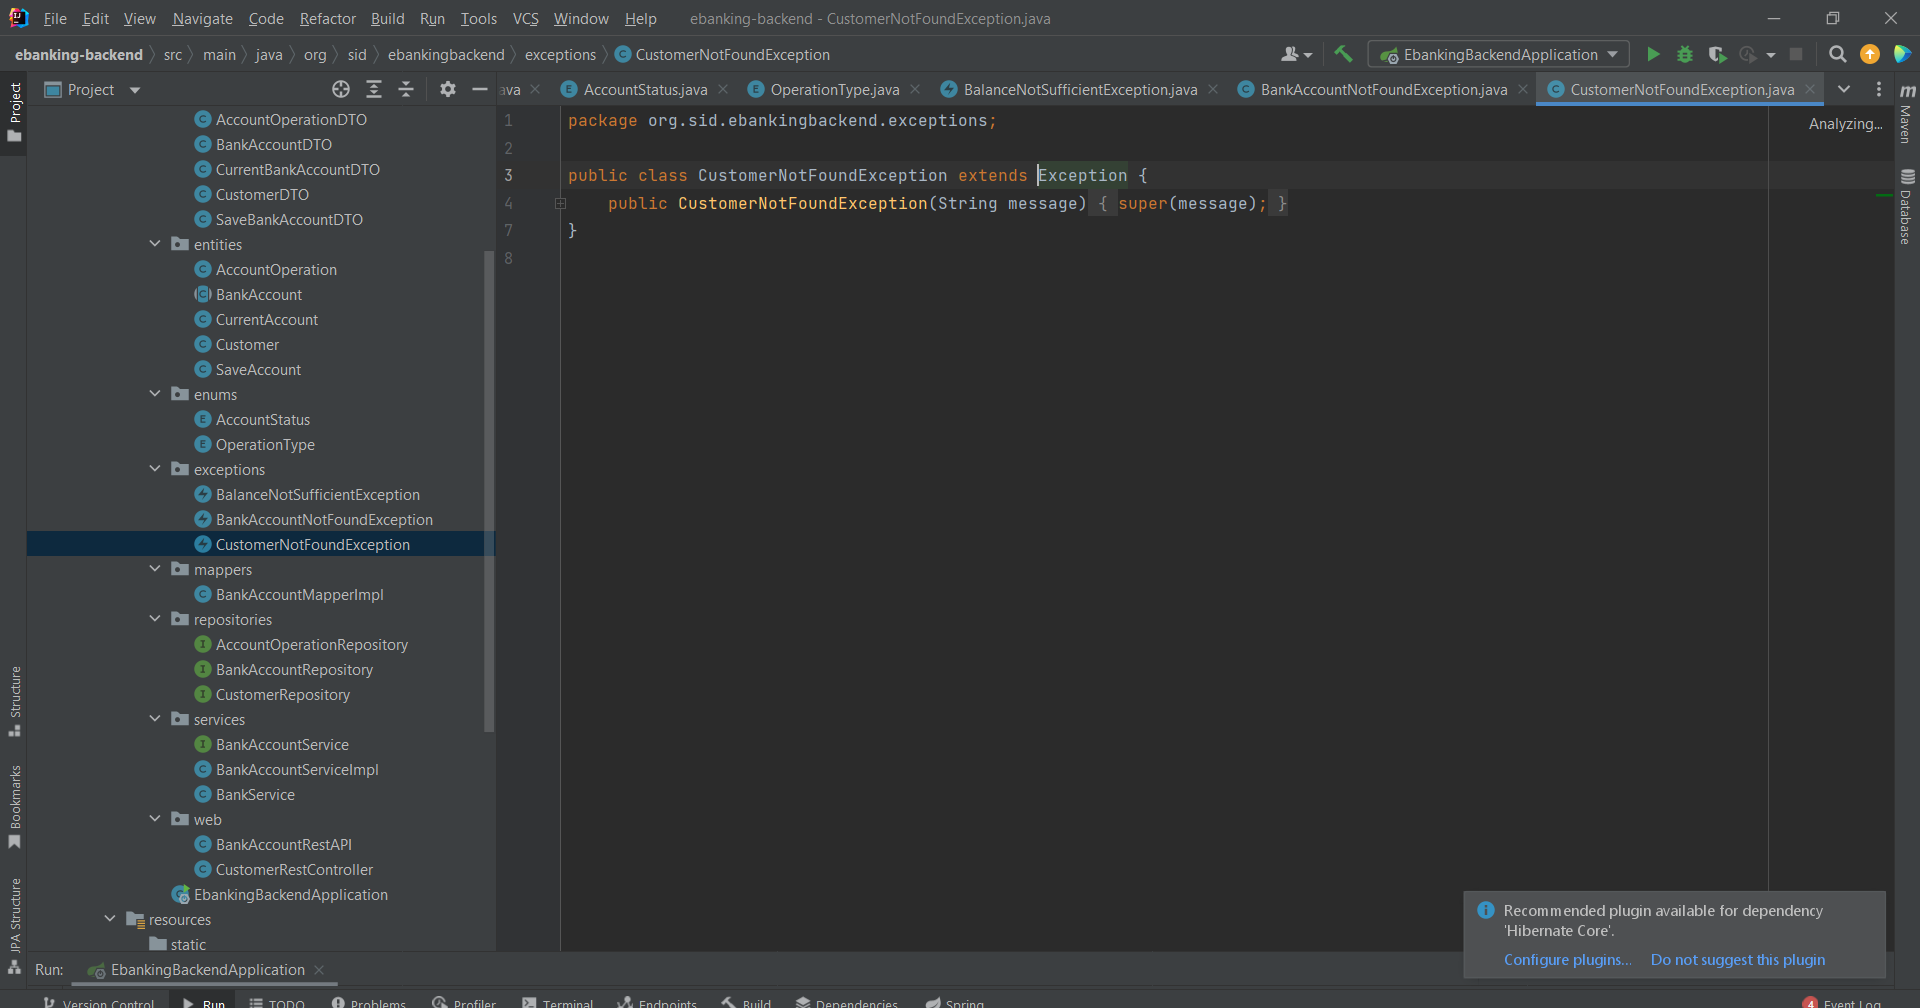 File Edit View Navigate Code Refactor Build Run Tools VCS Window Help ebanking-backend - CustomerNotFoundException.java
ebanking-backend src main java org sid ebankingbackend exceptions CustomerNotFoundException EbankingBackendApplication
Project
ava AccountStatus.java OperationType.java BalanceNotSufficientException.java BankAccountNotFoundException.java CustomerNotFoundException.java
Project
AccountOperationDTO
BankAccountDTO
CurrentBankAccountDTO
CustomerDTO
SaveBankAccountDTO
entities
AccountOperation
BankAccount
CurrentAccount
Customer
SaveAccount
enums
AccountStatus
OperationType
exceptions
BalanceNotSufficientException
BankAccountNotFoundException
CustomerNotFoundException
mappers
BankAccountMapperImpl
repositories
AccountOperationRepository
BankAccountRepository
CustomerRepository
services
BankAccountService
BankAccountServiceImpl
BankService
web
BankAccountRestAPI
CustomerRestController
EbankingBackendApplication
resources
static
1 package org.sid.ebankingbackend.exceptions;
2
3 public class CustomerNotFoundException extends Exception {
4 public CustomerNotFoundException(String message) { super(message); }
7 }
8
Analyzing...
Maven
Database
Structure
Bookmarks
JPA Structure
Recommended plugin available for dependency
'Hibernate Core'.
Configure plugins... Do not suggest this plugin
Run: EbankingBackendApplication
Version Control Run TODO Problems Profiler Terminal Endpoints Build Dependencies Spring 4 Event Log